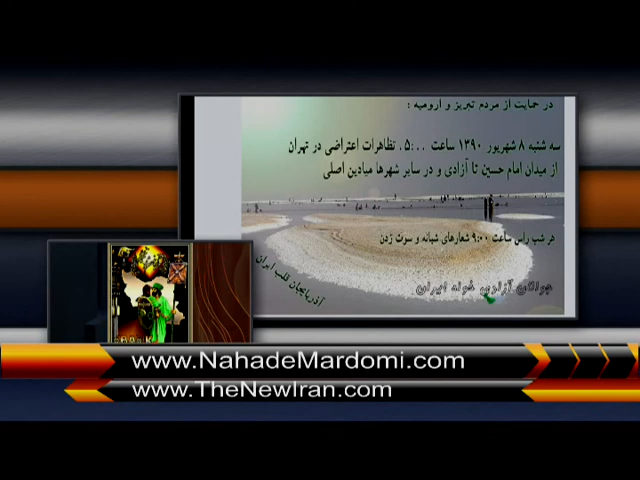 در حمایت از مردم تبریز و ارومیه :
سه شنبه ۸ شهریور ۱۳۹۰ ساعت ۵:۰۰ ، تظاهرات اعتراضی در تهران
از میدان امام حسین تا آزادی و در سایر شهرها میادین اصلی
هر شب راس ساعت ۹:۰۰ شعارهای شبانه و سوت زدن
آذربایجان قلب ایران
جوانان آزادی خواه ایران
www.NahadeMardomi.com
www.TheNewIran.com